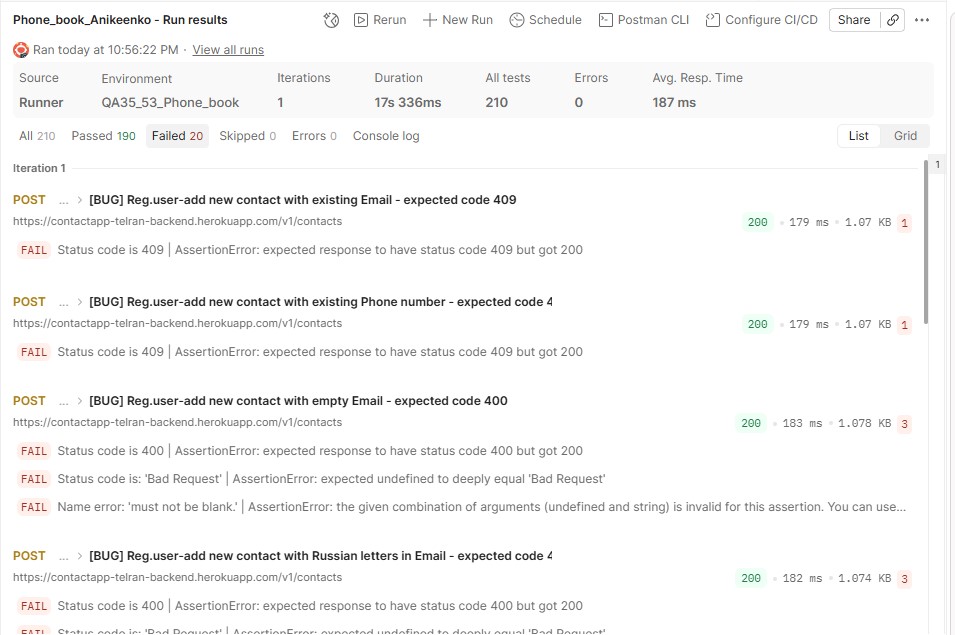 Phone_book_Anikeenko - Run results
Rerun
New Run
Schedule
Postman CLI
Configure CI/CD
Share
Ran today at 10:56:22 PM · View all runs
Source Environment Iterations Duration All tests Errors Avg. Resp. Time
Runner QA35_53_Phone_book 1 17s 336ms 210 0 187 ms
All 210 Passed 190 Failed 20 Skipped 0 Errors 0 Console log List Grid
Iteration 1
1
POST ... > [BUG] Reg.user-add new contact with existing Email - expected code 409
https://contactapp-telran-backend.herokuapp.com/v1/contacts
200 • 179 ms • 1.07 KB 1
FAIL Status code is 409 | AssertionError: expected response to have status code 409 but got 200
POST ... > [BUG] Reg.user-add new contact with existing Phone number - expected code 4
https://contactapp-telran-backend.herokuapp.com/v1/contacts
200 • 179 ms • 1.07 KB 1
FAIL Status code is 409 | AssertionError: expected response to have status code 409 but got 200
POST ... > [BUG] Reg.user-add new contact with empty Email - expected code 400
https://contactapp-telran-backend.herokuapp.com/v1/contacts
200 • 183 ms • 1.078 KB 3
FAIL Status code is 400 | AssertionError: expected response to have status code 400 but got 200
FAIL Status code is: 'Bad Request' | AssertionError: expected undefined to deeply equal 'Bad Request'
FAIL Name error: 'must not be blank.' | AssertionError: the given combination of arguments (undefined and string) is invalid for this assertion. You can use...
POST ... > [BUG] Reg.user-add new contact with Russian letters in Email - expected code 4
https://contactapp-telran-backend.herokuapp.com/v1/contacts
200 • 182 ms • 1.074 KB 3
FAIL Status code is 400 | AssertionError: expected response to have status code 400 but got 200
FAIL Status code is: 'Bad Request' | AssertionError: expected undefined to deeply equal 'Bad Request'